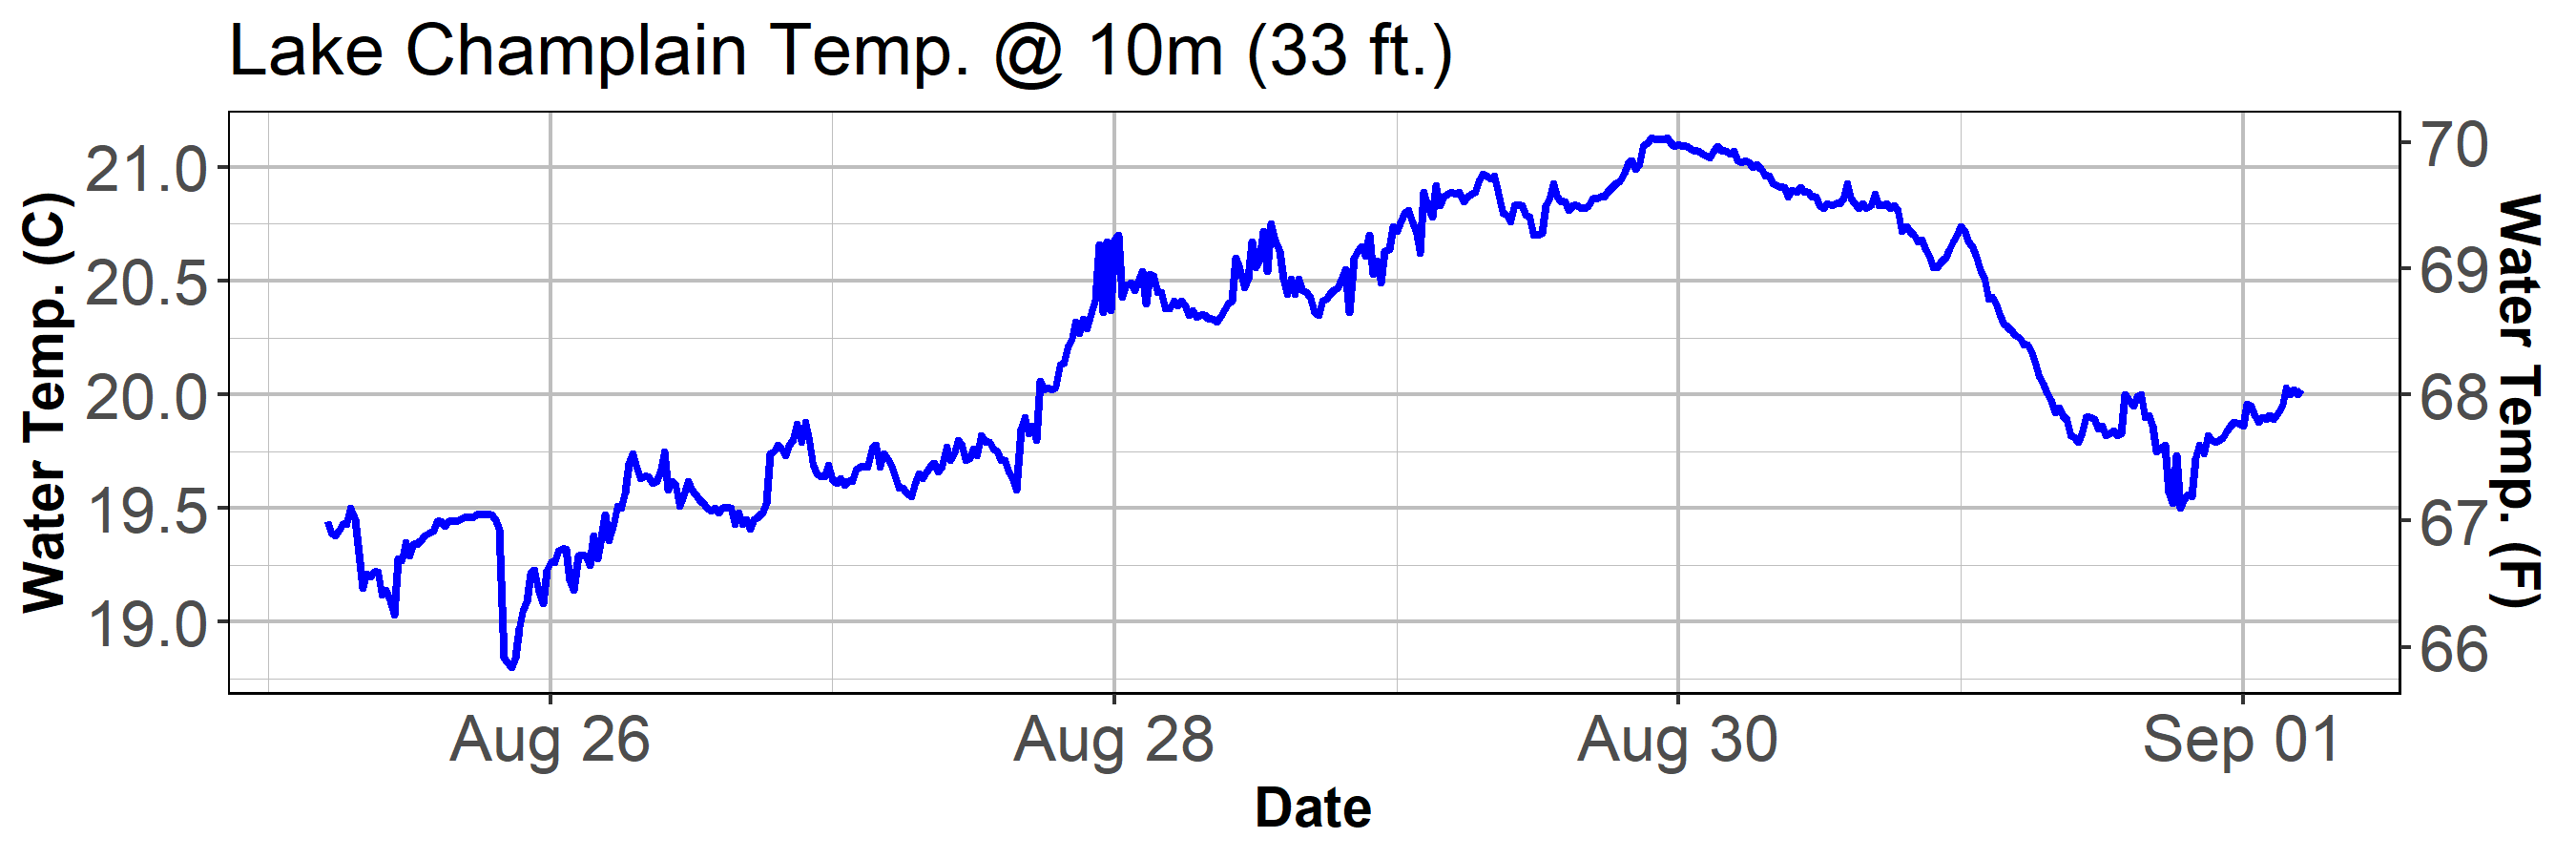 Lake Champlain Temp. @ 10m (33 ft.)
Water Temp. (C)
21.0
20.5
20.0
19.5
19.0
70
69
68
67
66
Water Temp. (F)
Aug 26
Aug 28
Aug 30
Sep 01
Date